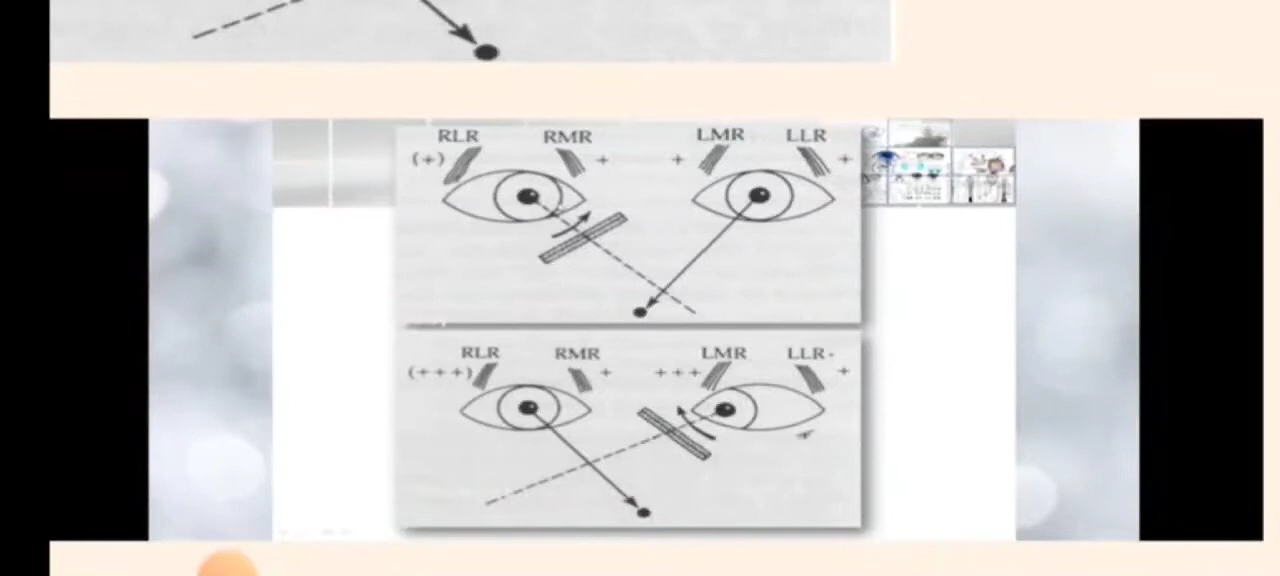 RLR RMR LMR LLR
(+) + + +
RLR RMR LMR LLR-
(+++) + +++ +